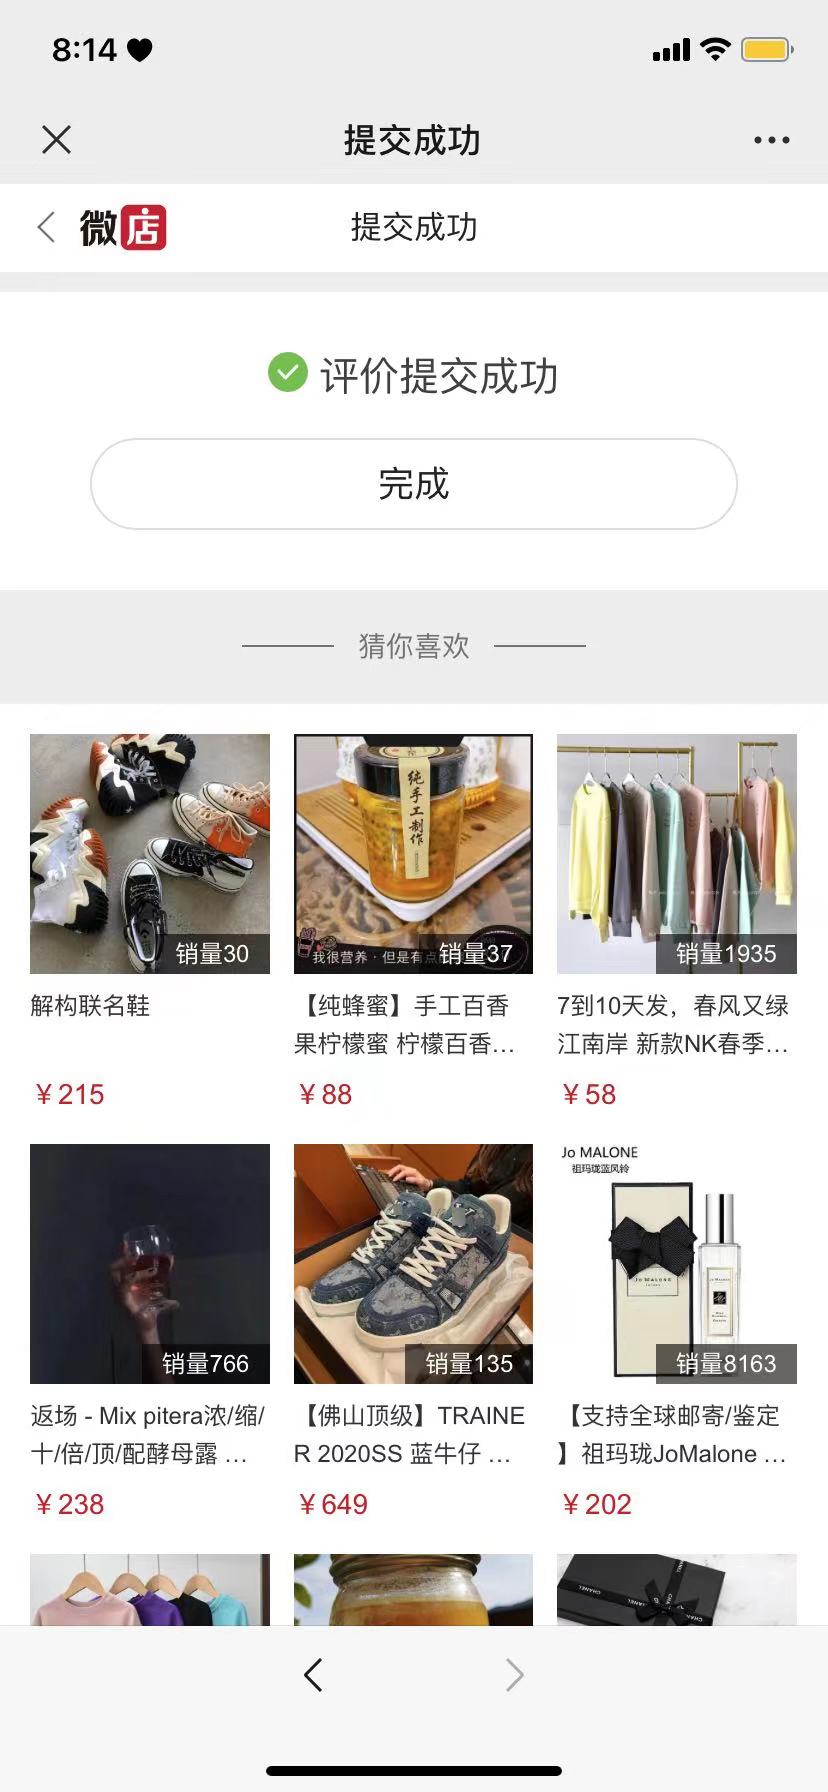 8:14
提交成功
微店
提交成功
评价提交成功
完成
猜你喜欢
纯手工制作
我很营养·但是有点
销量30
销量37
销量1935
解构联名鞋
【纯蜂蜜】手工百香
果柠檬蜜 柠檬百香…
7到10天发，春风又绿
江南岸 新款NK春季…
¥215
¥88
¥58
Jo MALONE
祖玛珑蓝风铃
JO MALONE
销量766
销量135
销量8163
返场 - Mix pitera浓/缩/
十/倍/顶/配酵母露 …
【佛山顶级】TRAINE
R 2020SS 蓝牛仔 …
【支持全球邮寄/鉴定
】祖玛珑JoMalone …
¥238
¥649
¥202
CHANEL